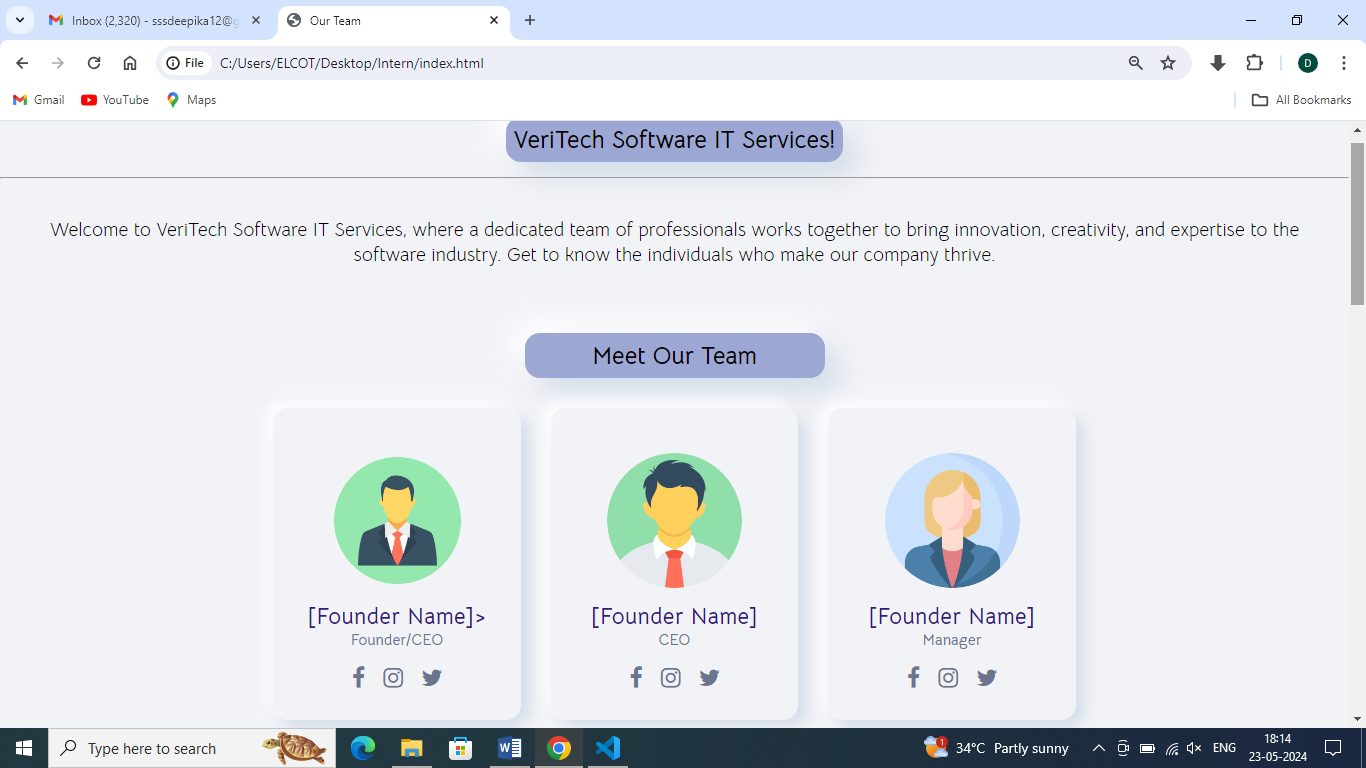 Inbox (2,320) - sssdeepika12@g
Our Team
File
C:/Users/ELCOT/Desktop/Intern/index.html
D
Gmail
YouTube
Maps
All Bookmarks
VeriTech Software IT Services!
Welcome to VeriTech Software IT Services, where a dedicated team of professionals works together to bring innovation, creativity, and expertise to the
software industry. Get to know the individuals who make our company thrive.
Meet Our Team
[Founder Name]>
Founder/CEO
[Founder Name]
CEO
[Founder Name]
Manager
Type here to search
1
34°C Partly sunny
ENG
18:14
23-05-2024